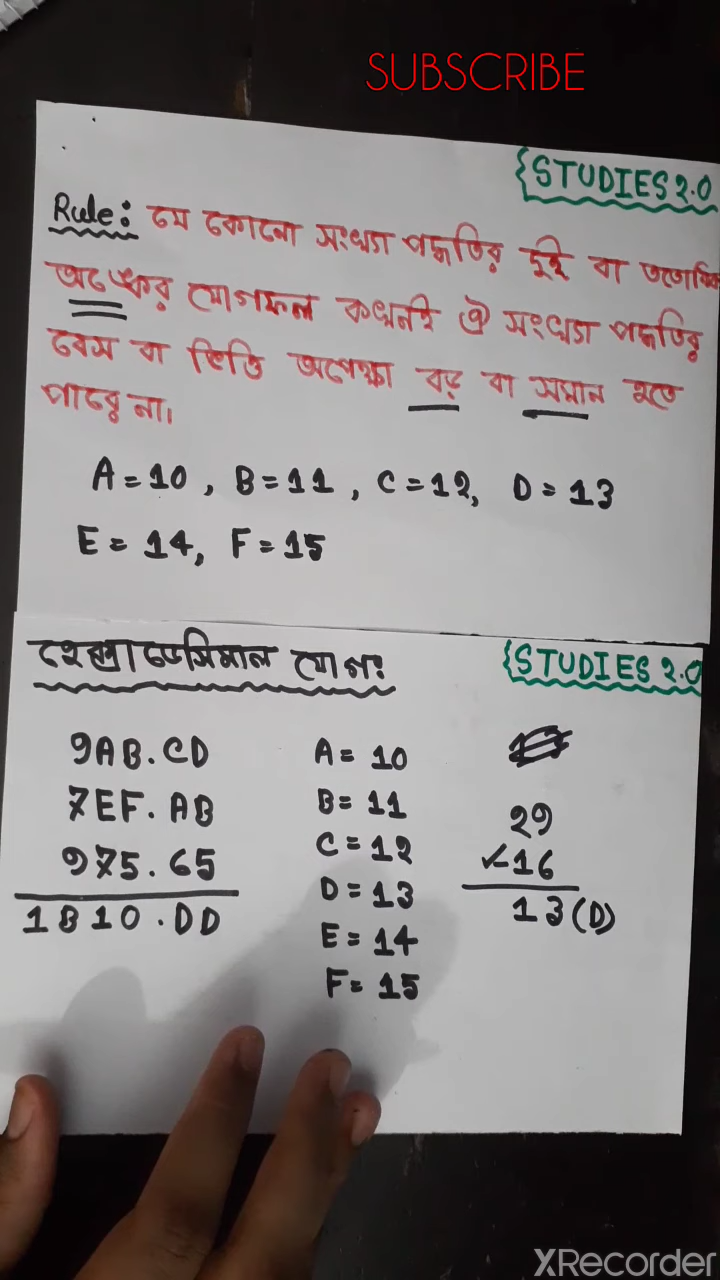 SUBSCRIBE
{STUDIES 2.0
Rule: যে কোনো সংখ্যা পদ্ধতির দুই বা ততোধিক
অঙ্কের যোগফল কখনই ঐ সংখ্যা পদ্ধতির
বেস বা ভিত্তি অপেক্ষা বড় বা সমান হতে
পারবে না।
A = 10 , B = 11 , C = 12, D = 13
E = 14, F = 15
হেক্সাডেসিমাল যোগঃ
{STUDIES 2.0
9AB.CD
7EF.AB
975.65
1B10.DD
A = 10
B = 11
C = 12
D = 13
E = 14
F = 15
29
-16
13(D)
XRecorder